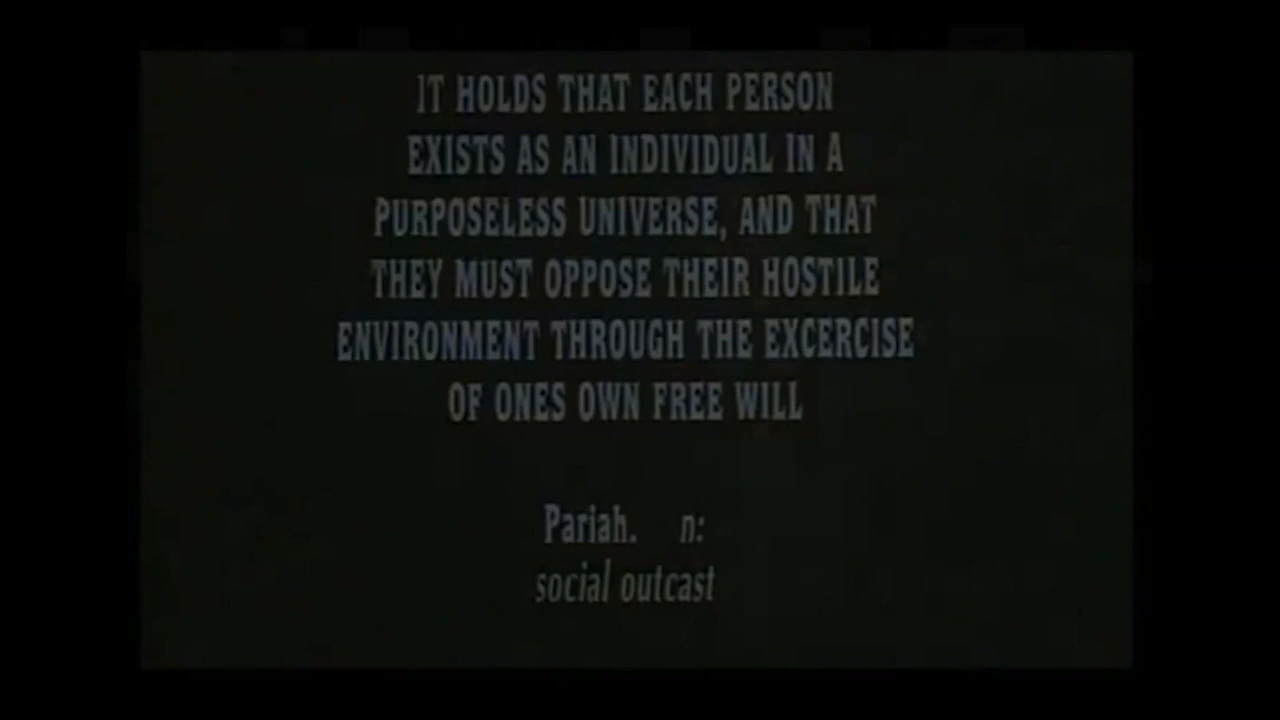 IT HOLDS THAT EACH PERSON
EXISTS AS AN INDIVIDUAL IN A
PURPOSELESS UNIVERSE, AND THAT
THEY MUST OPPOSE THEIR HOSTILE
ENVIRONMENT THROUGH THE EXCERCISE
OF ONES OWN FREE WILL
Pariah. n:
social outcast